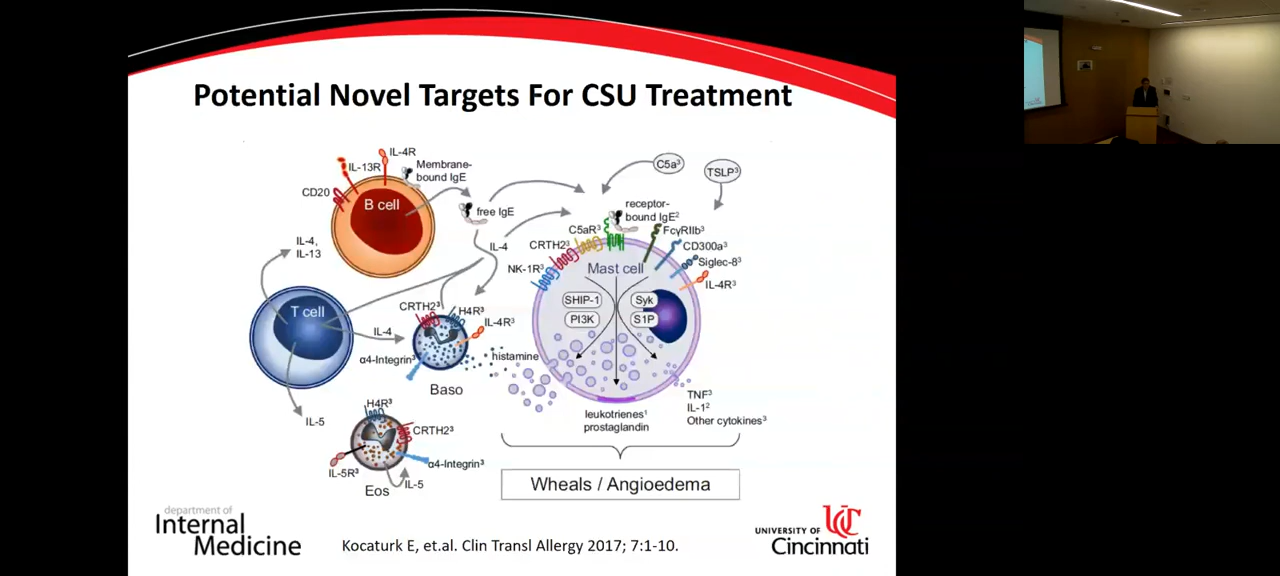 Potential Novel Targets For CSU Treatment
IL-4R
IL-13R
Membrane-
bound IgE
CD20
B cell
free IgE
IL-4,
IL-13
IL-4
T cell
IL-4
CRTH2³
H4R³
IL-4R³
α4-Integrin³
histamine
Baso
IL-5
H4R³
CRTH2³
α4-Integrin³
IL-5R³
IL-5
Eos
C5a³
TSLP³
receptor-
bound IgE²
C5aR³
FcγRIIb³
CRTH2³
CD300a³
NK-1R³
Mast cell
Siglec-8³
IL-4R³
SHIP-1
Syk
PI3K
S1P
TNF³
IL-1²
Other cytokines³
leukotrienes¹
prostaglandin
Wheals / Angioedema
department of
Internal
Medicine
Kocaturk E, et.al. Clin Transl Allergy 2017; 7:1-10.
UC
UNIVERSITY OF
Cincinnati